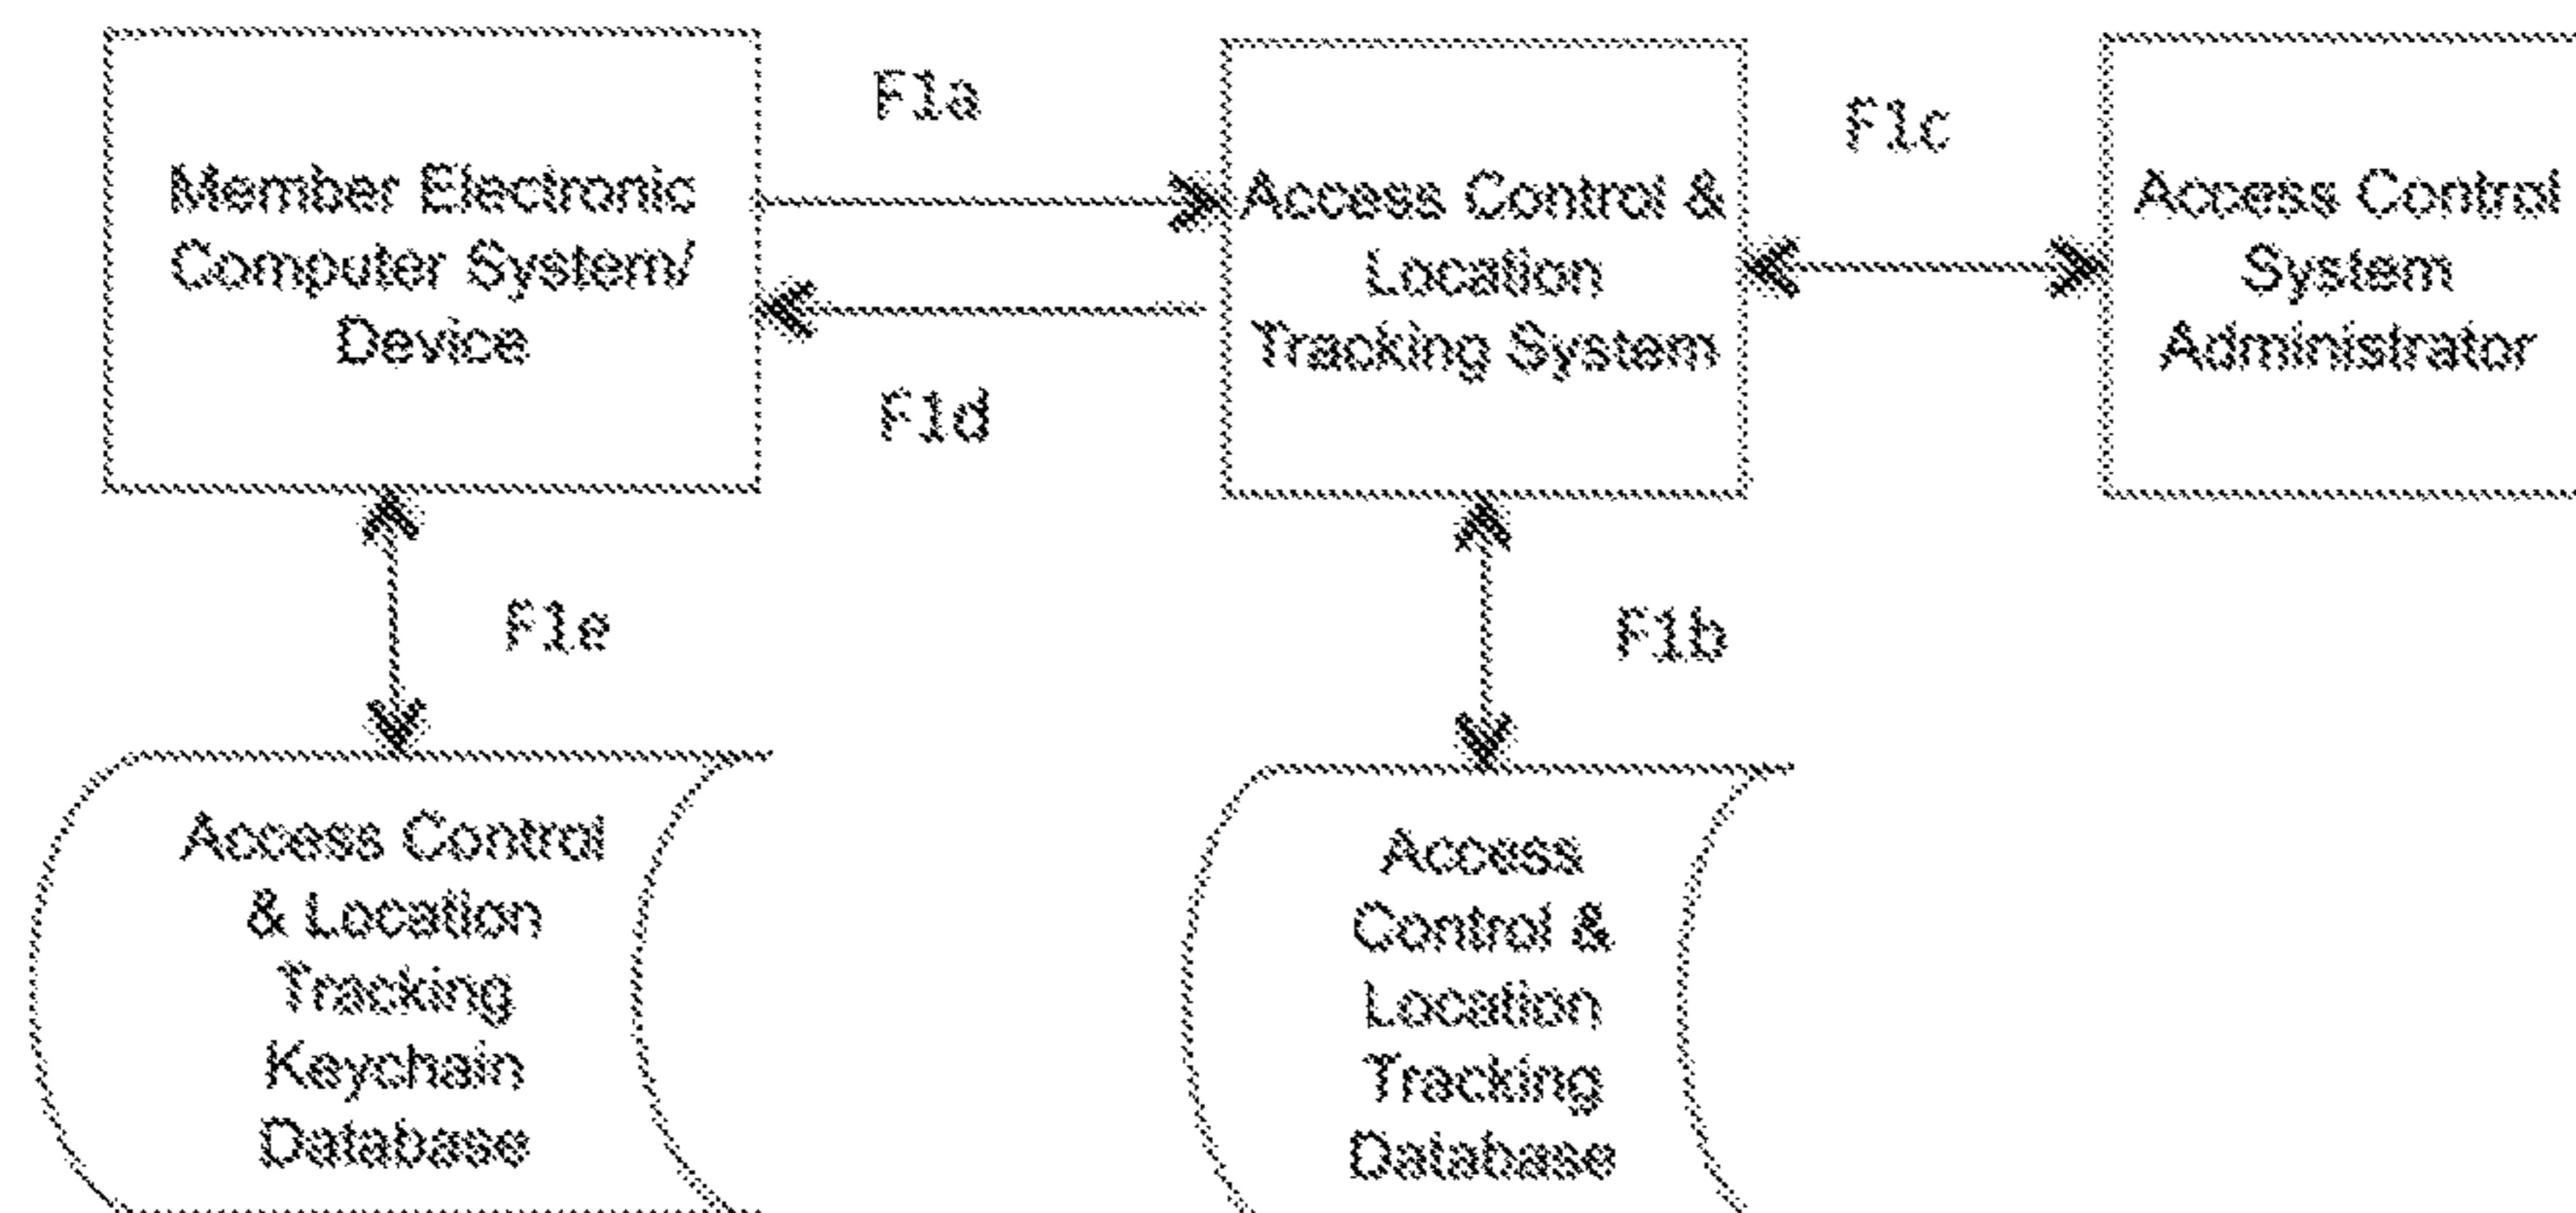 Member Electronic
Computer System/
Device
F1a
F1d
Access Control &
Location
Tracking System
F1c
Access Control
System
Administrator
F1e
F1b
Access Control
& Location
Tracking
Keychain
Database
Access
Control &
Location
Tracking
Database